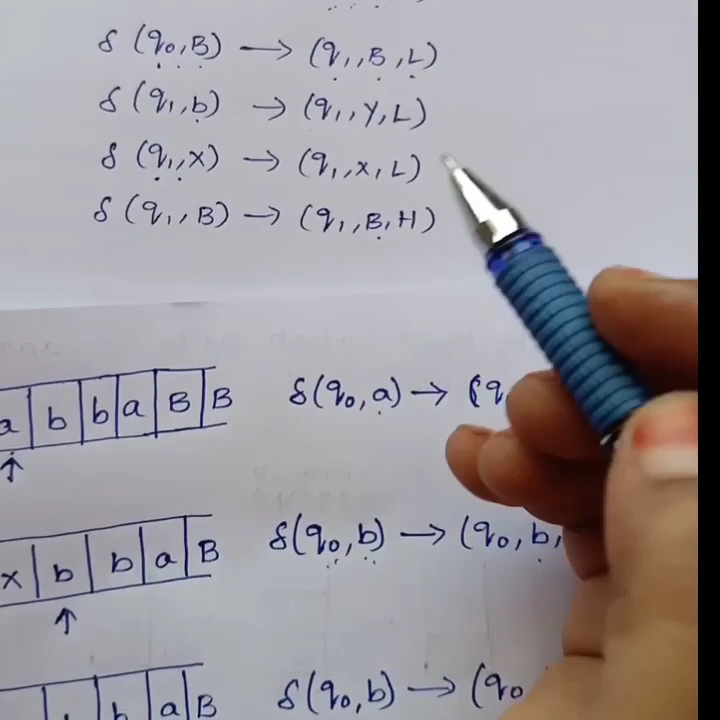 δ (q₀, B) → (q₁, B, L)
δ (q₁, b) → (q₁, Y, L)
δ (q₁, X) → (q₁, X, L)
δ (q₁, B) → (q₁, B, H)
a b b a B B
δ(q₀, a) → (q
x b b a B
δ(q₀, b) → (q₀, b,
b a B
δ(q₀, b) → (q₀